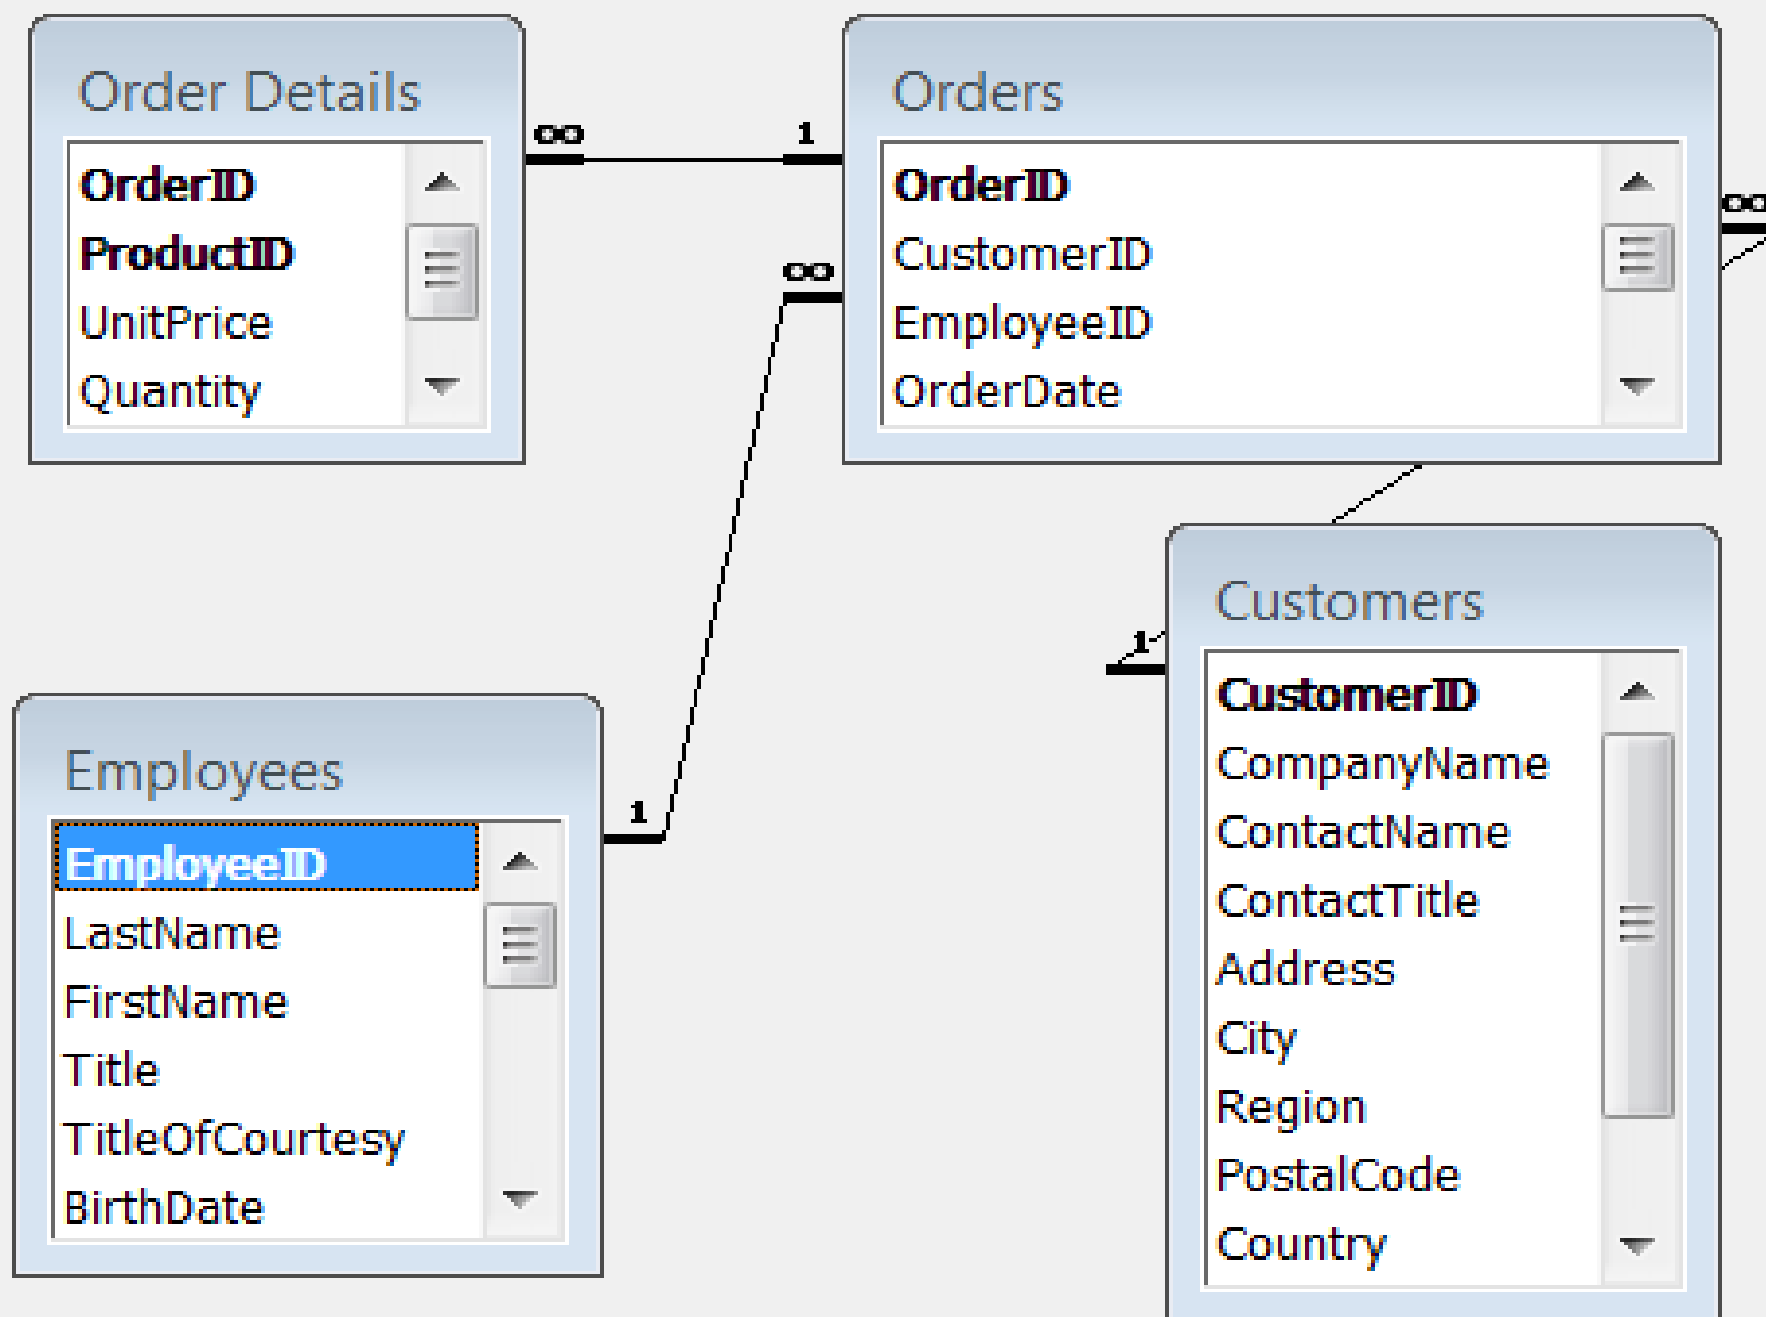 Order Details
OrderID
ProductID
UnitPrice
Quantity
∞
1
Orders
OrderID
CustomerID
EmployeeID
OrderDate
∞
∞
1
Employees
EmployeeID
LastName
FirstName
Title
TitleOfCourtesy
BirthDate
1
Customers
CustomerID
CompanyName
ContactName
ContactTitle
Address
City
Region
PostalCode
Country